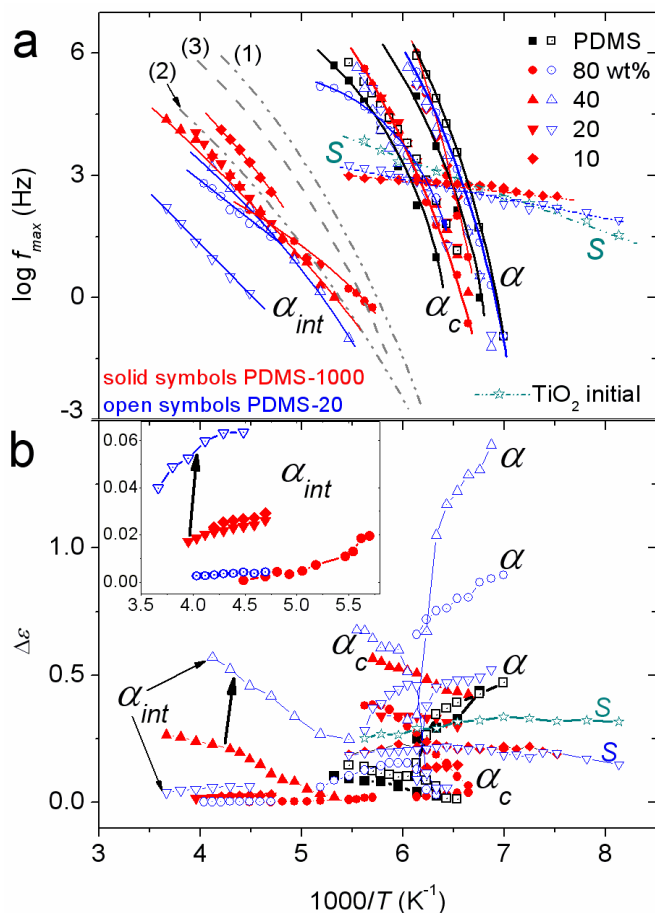 a
(3)
(1)
(2)
PDMS
80 wt%
40
20
10
6
3
0
-3
log f_max (Hz)
S
S
α_int
α_c
α
solid symbols PDMS-1000
open symbols PDMS-20
TiO₂ initial
b
0.06
0.04
0.02
0.00
3.5 4.0 4.5 5.0 5.5
α_int
α
α
α
α_c
α_int
S
S
α_c
1.0
0.5
0.0
Δε
3 4 5 6 7 8
1000/T (K⁻¹)